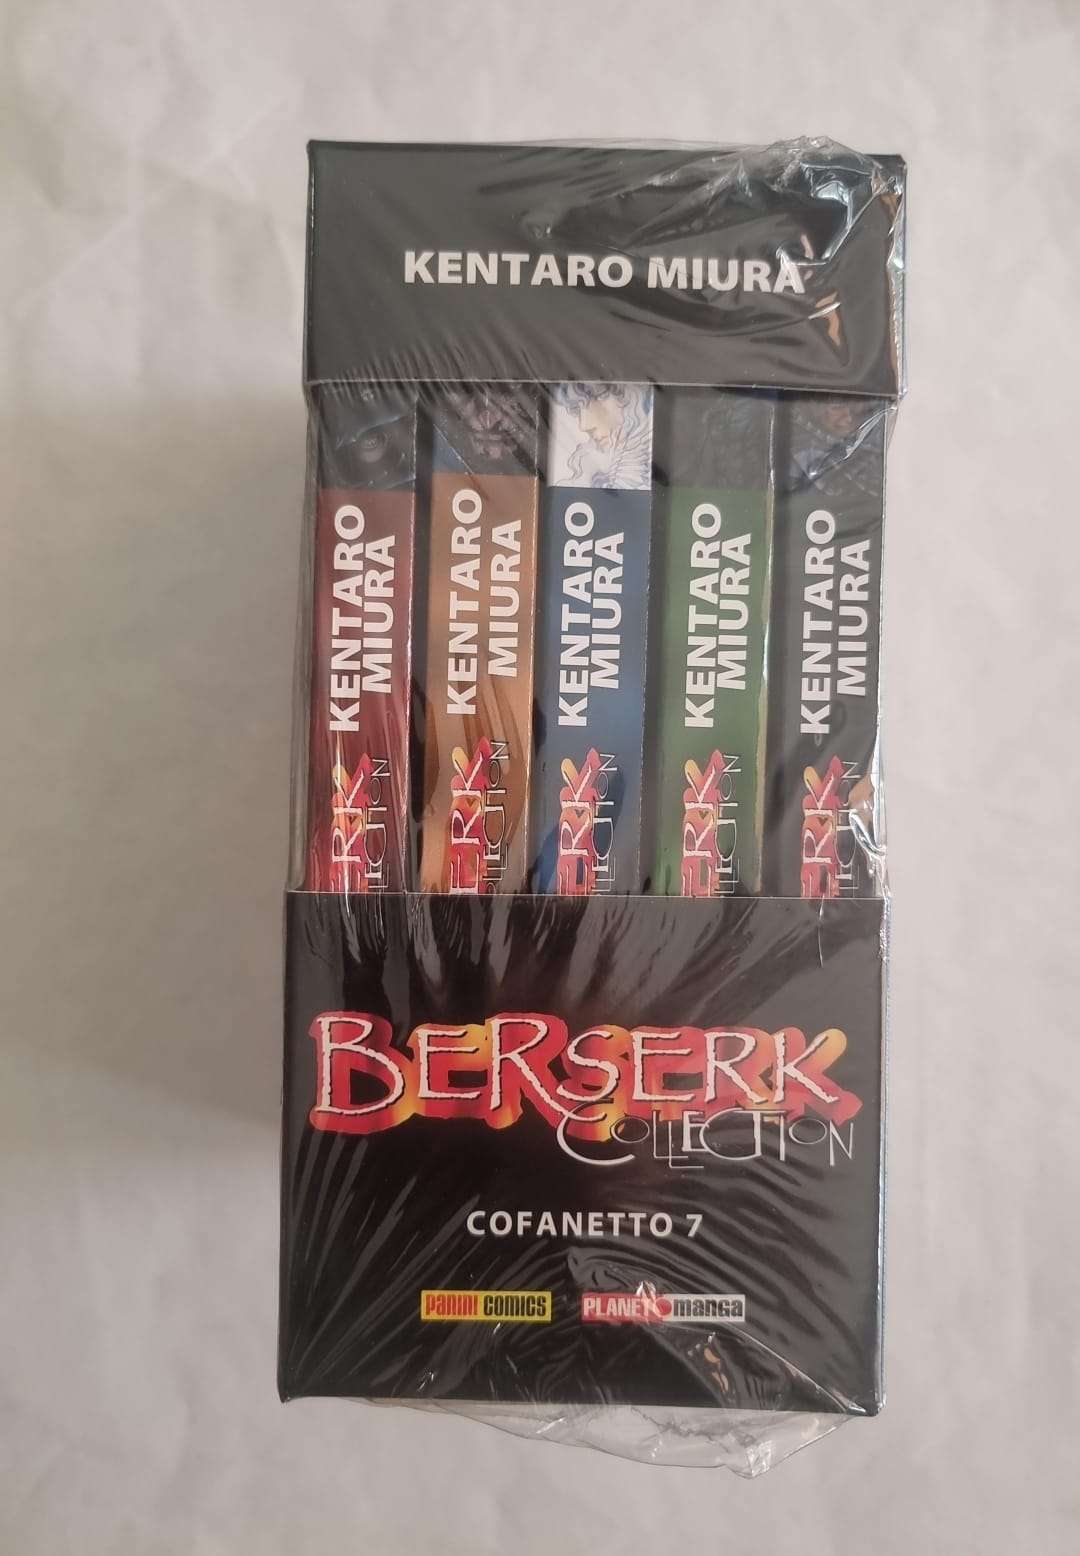 KENTARO MIURA
KENTARO
MIURA
KENTARO
MIURA
KENTARO
MIURA
KENTARO
MIURA
KENTARO
MIURA
BERSERK
COLLECTION
COFANETTO 7
PANINI COMICS
PLANET manga